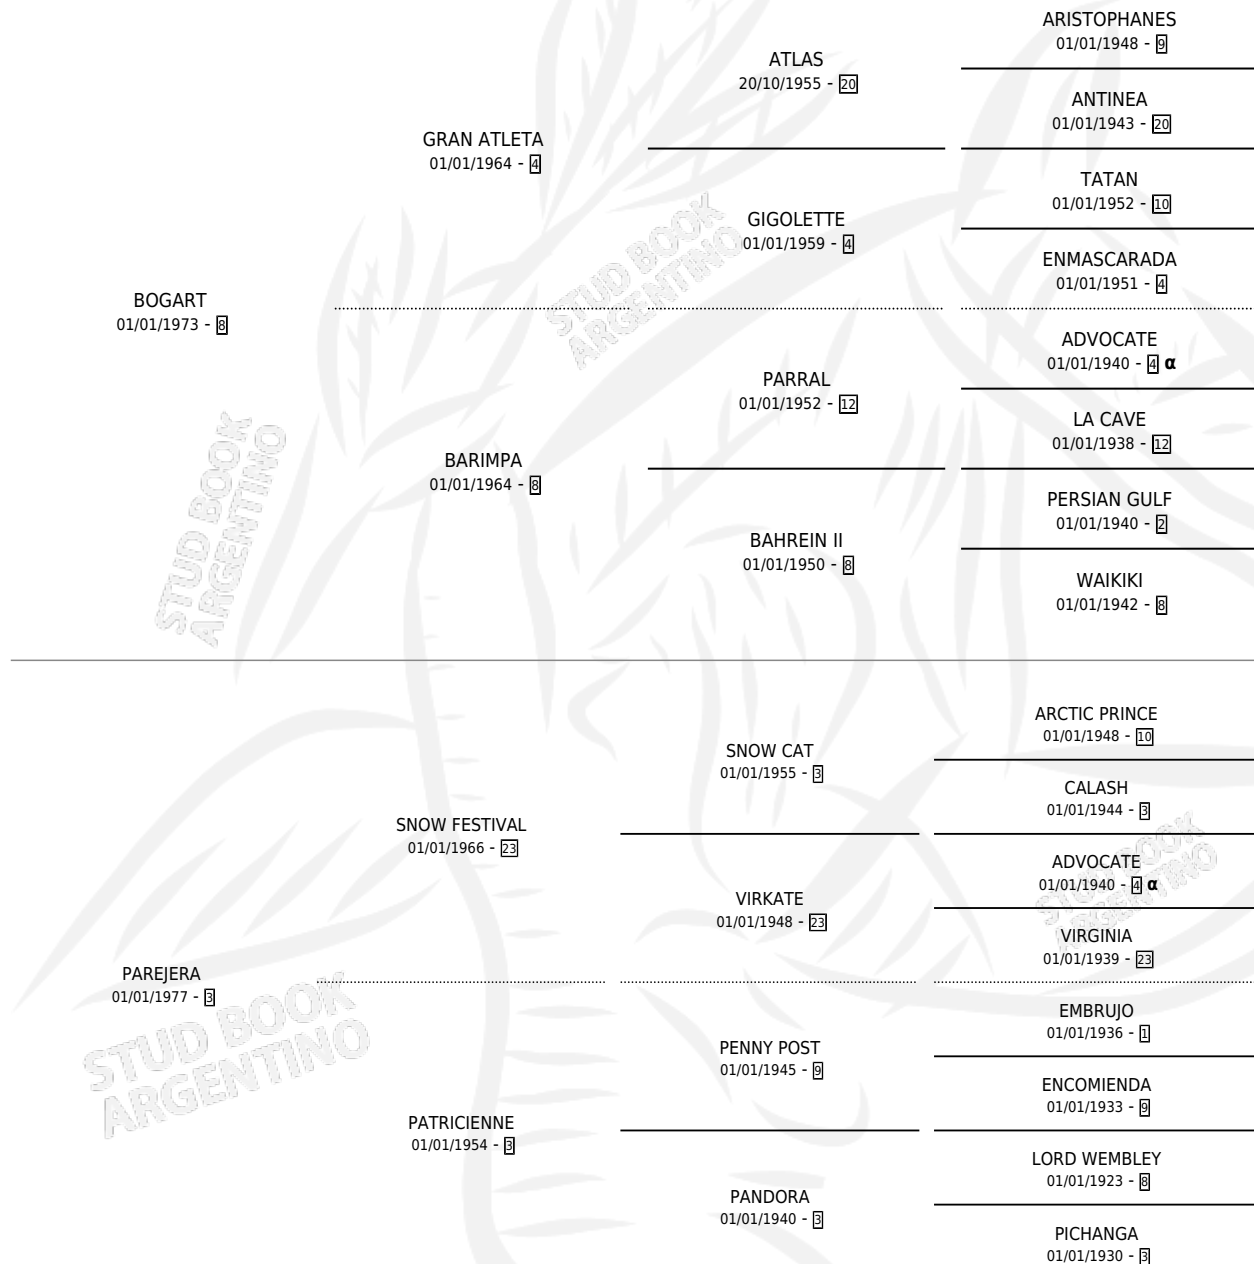 ARISTOPHANES
01/01/1948 - 9
ATLAS
20/10/1955 - 20
ANTINEA
01/01/1943 - 20
GRAN ATLETA
01/01/1964 - 4
TATAN
01/01/1952 - 10
GIGOLETTE
01/01/1959 - 4
ENMASCARADA
01/01/1951 - 4
BOGART
01/01/1973 - 8
ADVOCATE
01/01/1940 - 4 α
PARRAL
01/01/1952 - 12
LA CAVE
01/01/1938 - 12
BARIMPA
01/01/1964 - 8
PERSIAN GULF
01/01/1940 - 2
BAHREIN II
01/01/1950 - 8
WAIKIKI
01/01/1942 - 8
STUD BOOK
ARGENTINO
STUD BOOK
ARGENTINO
ARCTIC PRINCE
01/01/1948 - 10
SNOW CAT
01/01/1955 - 3
CALASH
01/01/1944 - 3
SNOW FESTIVAL
01/01/1966 - 23
ADVOCATE
01/01/1940 - 4 α
VIRKATE
01/01/1948 - 23
VIRGINIA
01/01/1939 - 23
PAREJERA
01/01/1977 - 3
EMBRUJO
01/01/1936 - 1
PENNY POST
01/01/1945 - 9
ENCOMIENDA
01/01/1933 - 9
PATRICIENNE
01/01/1954 - 3
LORD WEMBLEY
01/01/1923 - 8
PANDORA
01/01/1940 - 3
PICHANGA
01/01/1930 - 3
STUD BOOK
ARGENTINO
STUD BOOK
ARGENTINO